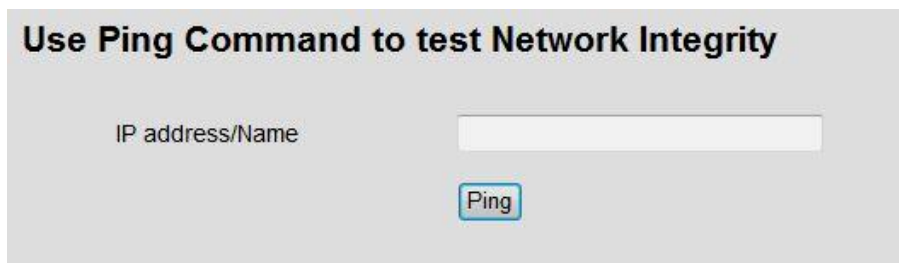 Use Ping Command to test Network Integrity
IP address/Name
Ping